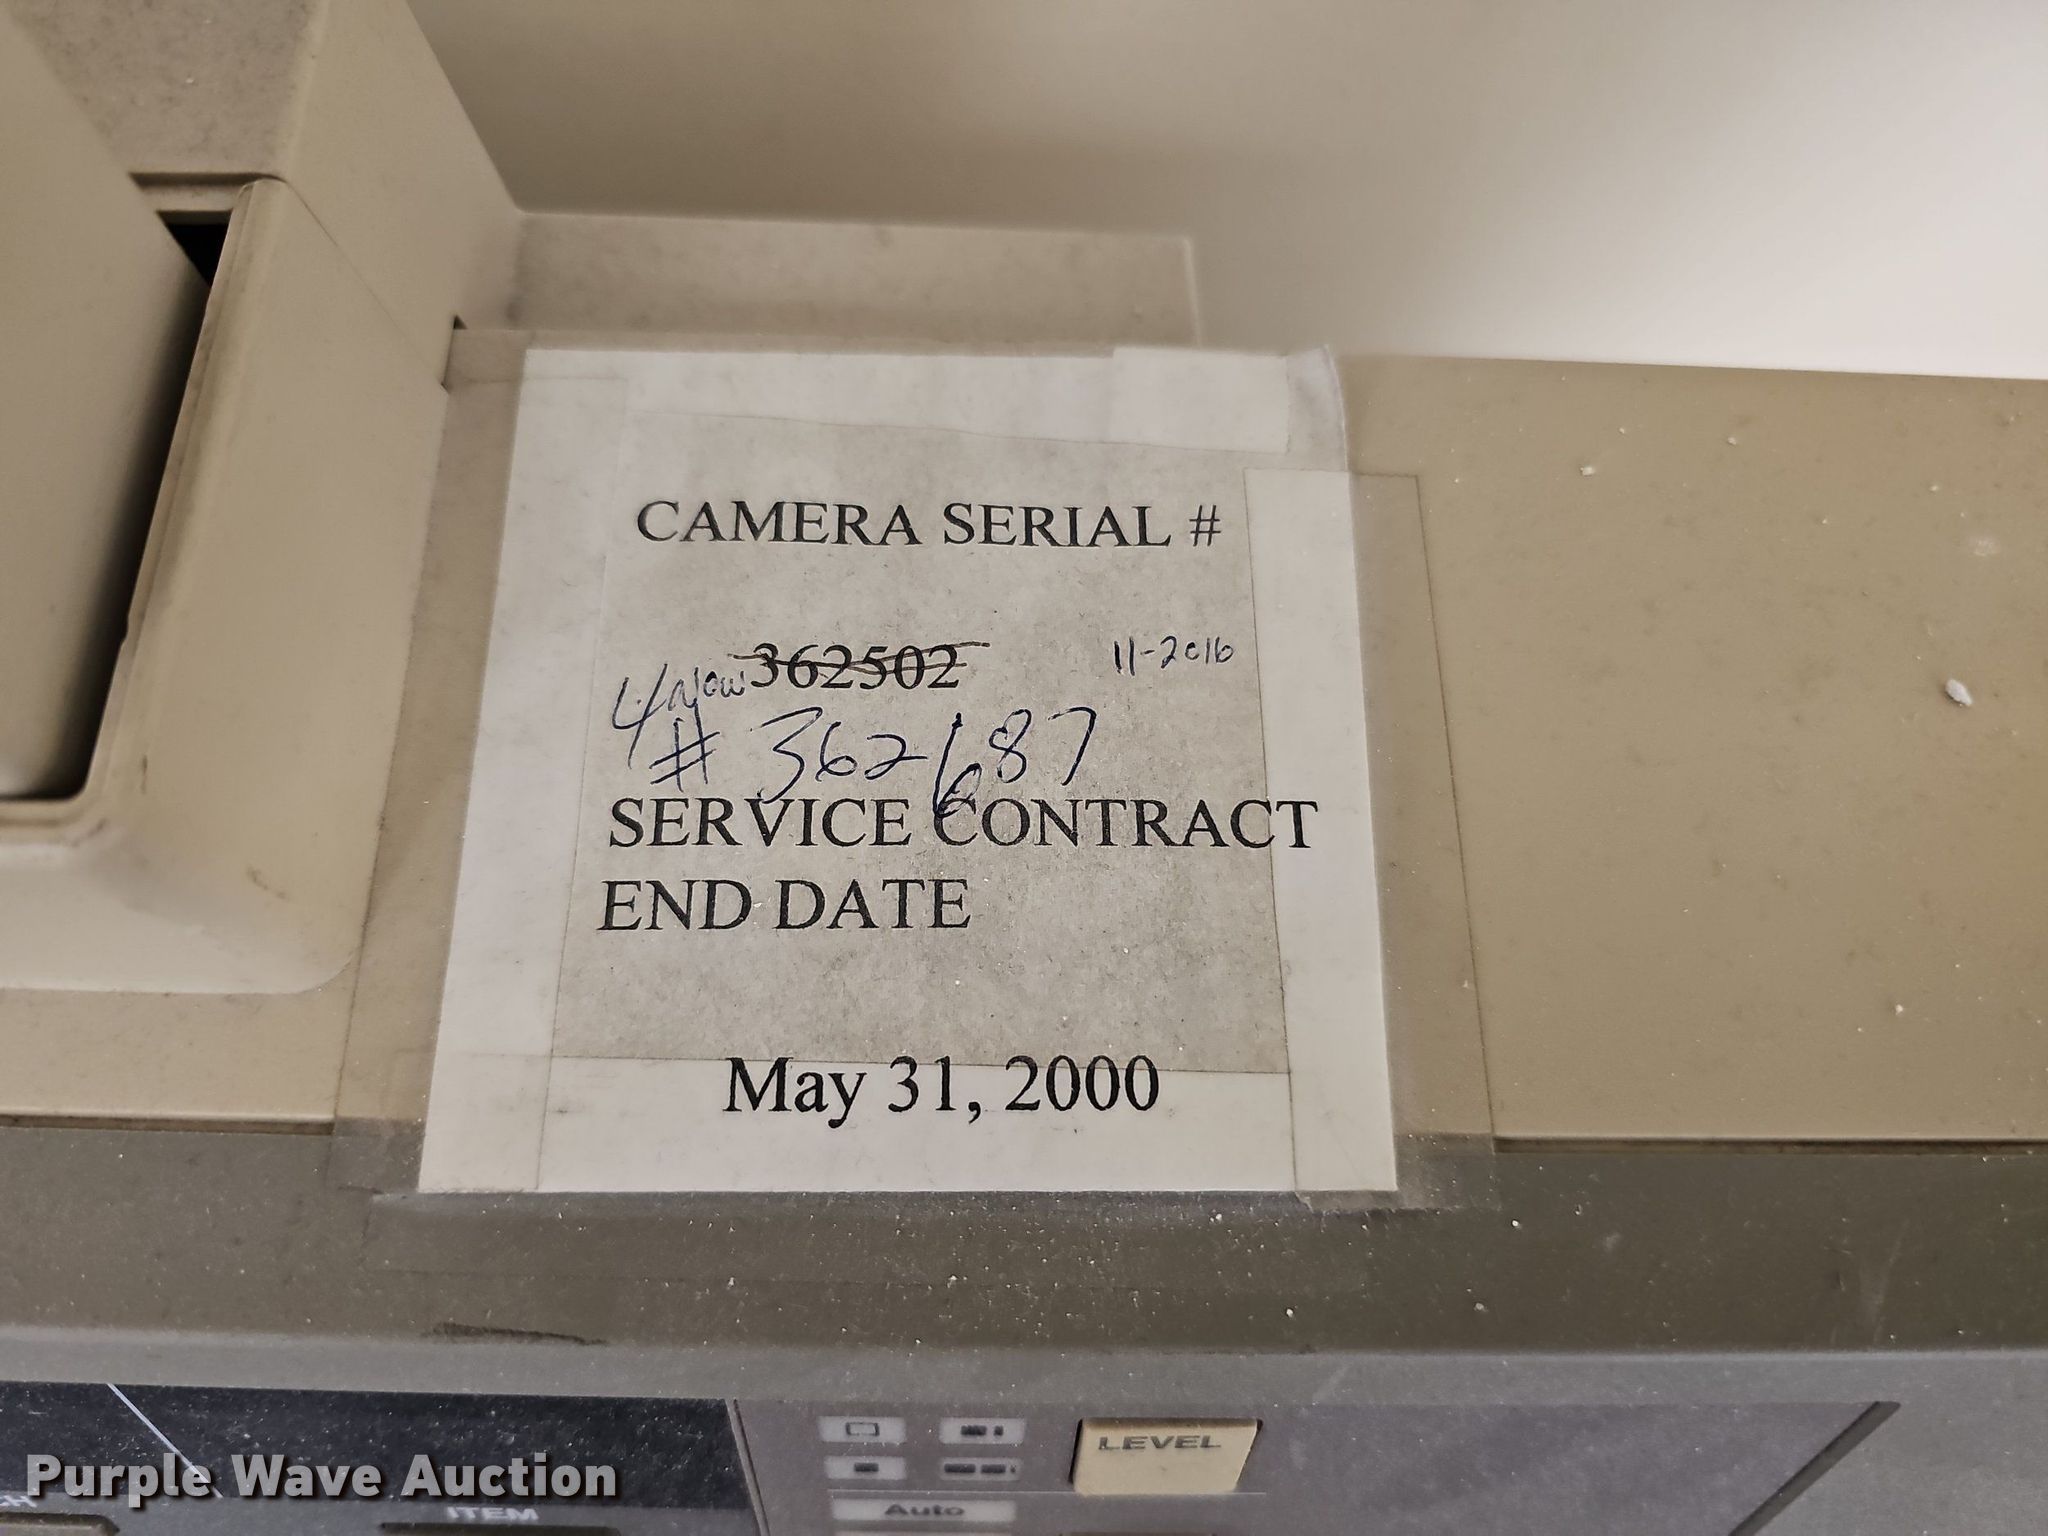 CAMERA SERIAL #
362502 11-2016
Now
# 362687
SERVICE CONTRACT
END DATE
May 31, 2000
LEVEL
Auto
ITEM
Purple Wave Auction